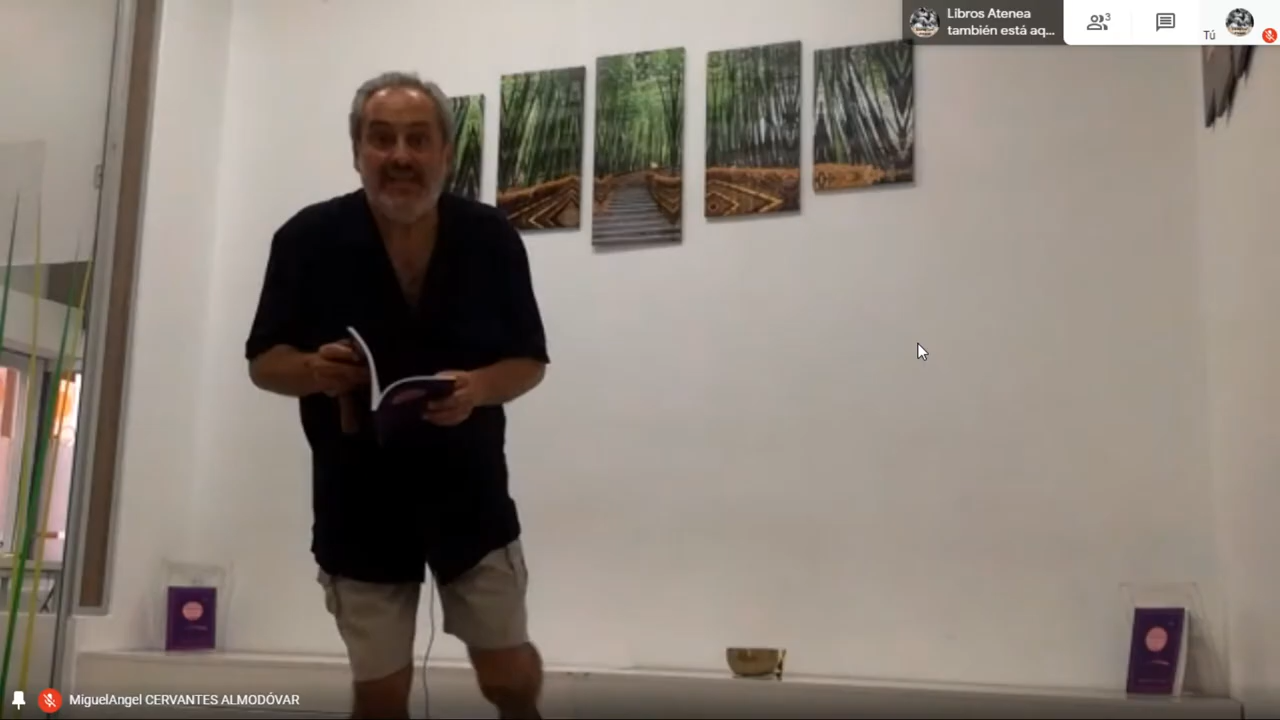 Libros Atenea
también está aq...
3
Tú
MiguelAngel CERVANTES ALMODÓVAR